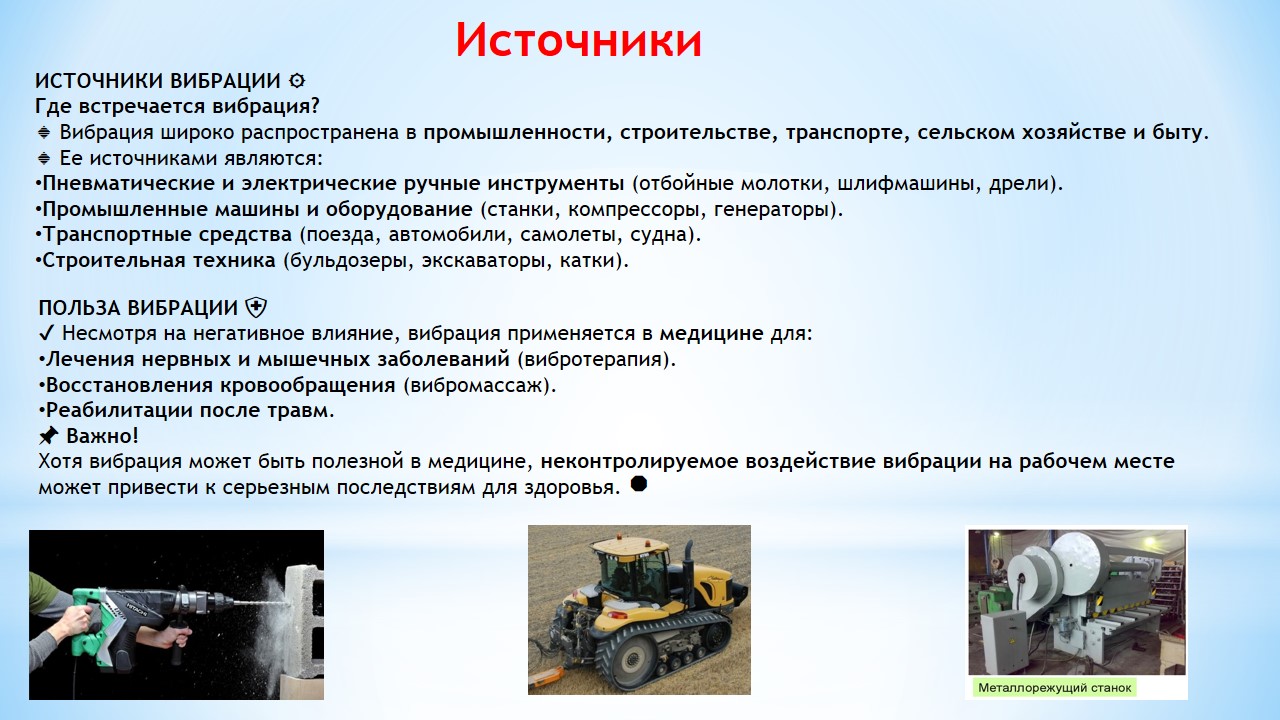 Источники
ИСТОЧНИКИ ВИБРАЦИИ ⚙
Где встречается вибрация?
🔹 Вибрация широко распространена в промышленности, строительстве, транспорте, сельском хозяйстве и быту.
🔹 Ее источниками являются:
•Пневматические и электрические ручные инструменты (отбойные молотки, шлифмашины, дрели).
•Промышленные машины и оборудование (станки, компрессоры, генераторы).
•Транспортные средства (поезда, автомобили, самолеты, судна).
•Строительная техника (бульдозеры, экскаваторы, катки).
ПОЛЬЗА ВИБРАЦИИ ⛨
✓ Несмотря на негативное влияние, вибрация применяется в медицине для:
•Лечения нервных и мышечных заболеваний (вибротерапия).
•Восстановления кровообращения (вибромассаж).
•Реабилитации после травм.
📌 Важно!
Хотя вибрация может быть полезной в медицине, неконтролируемое воздействие вибрации на рабочем месте
может привести к серьезным последствиям для здоровья.
HITACHI
Металлорежущий станок